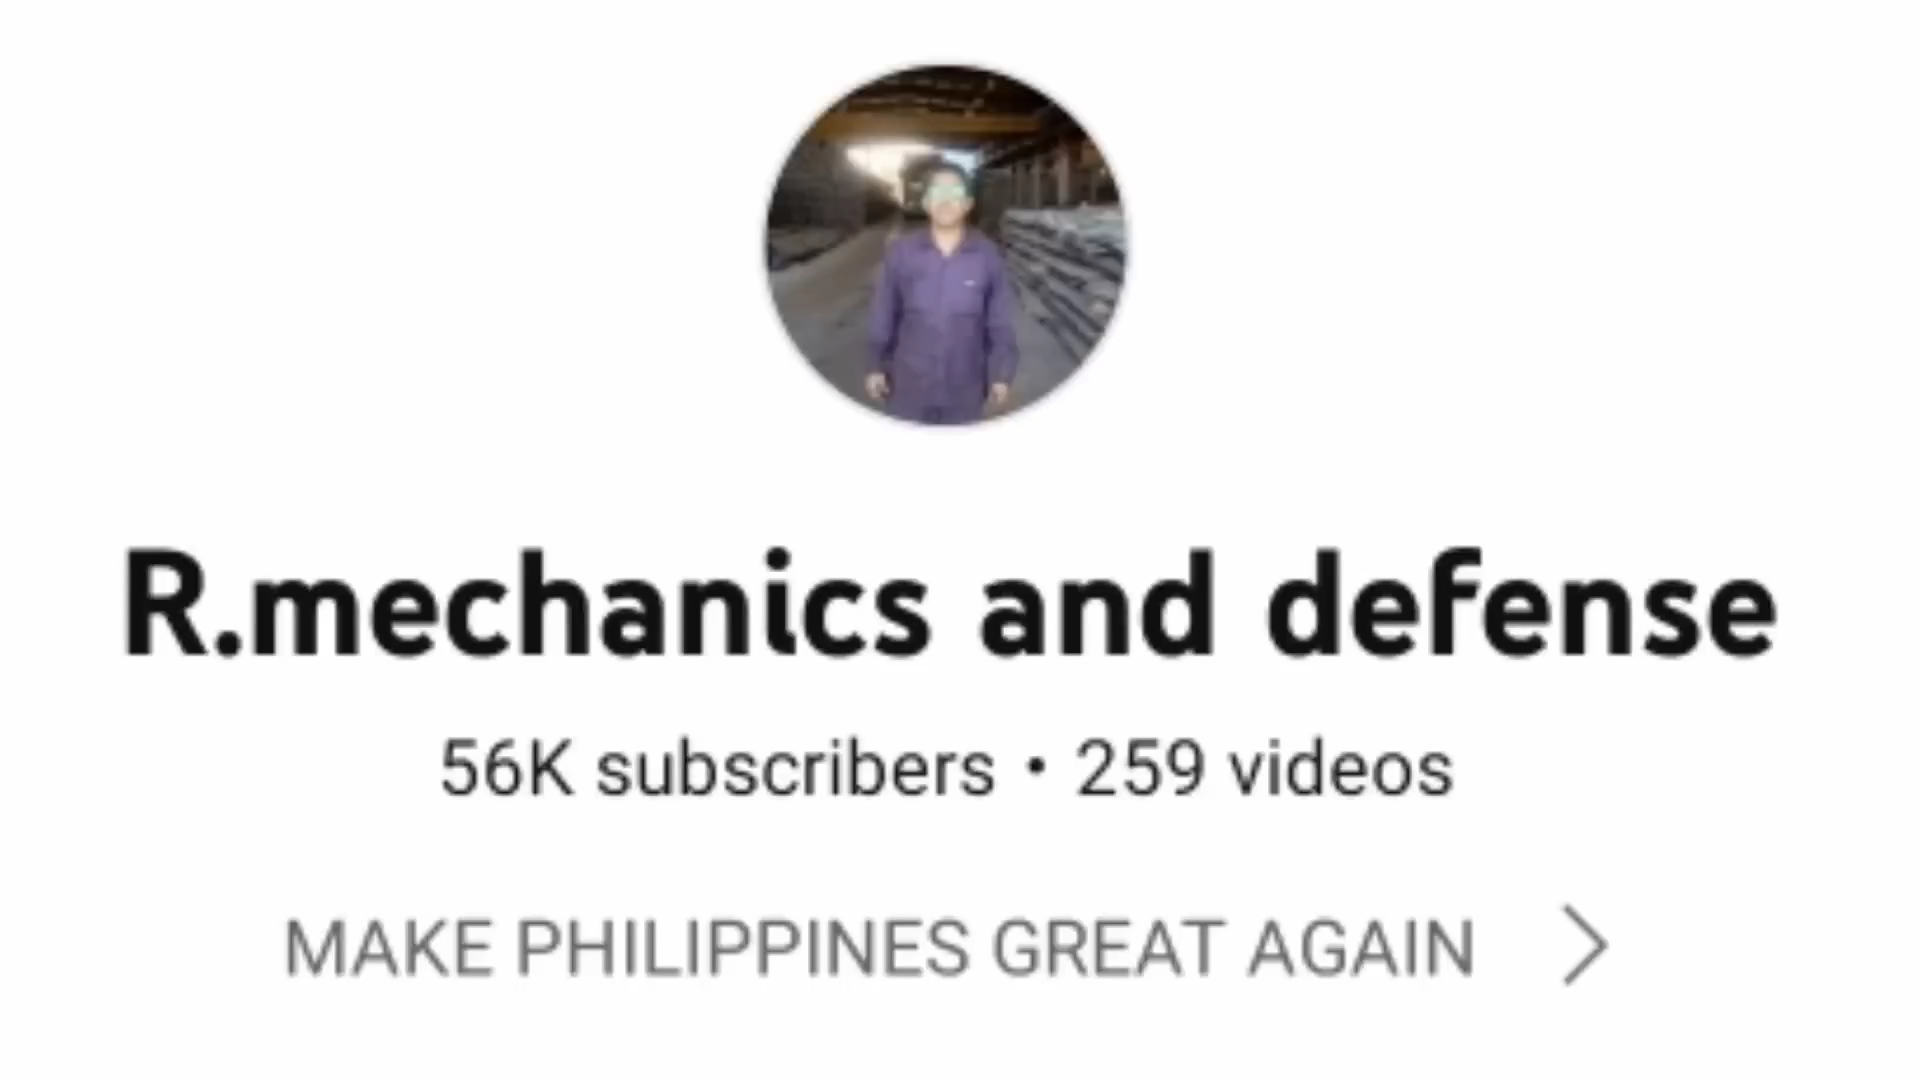 R.mechanics and defense
56K subscribers • 259 videos
MAKE PHILIPPINES GREAT AGAIN